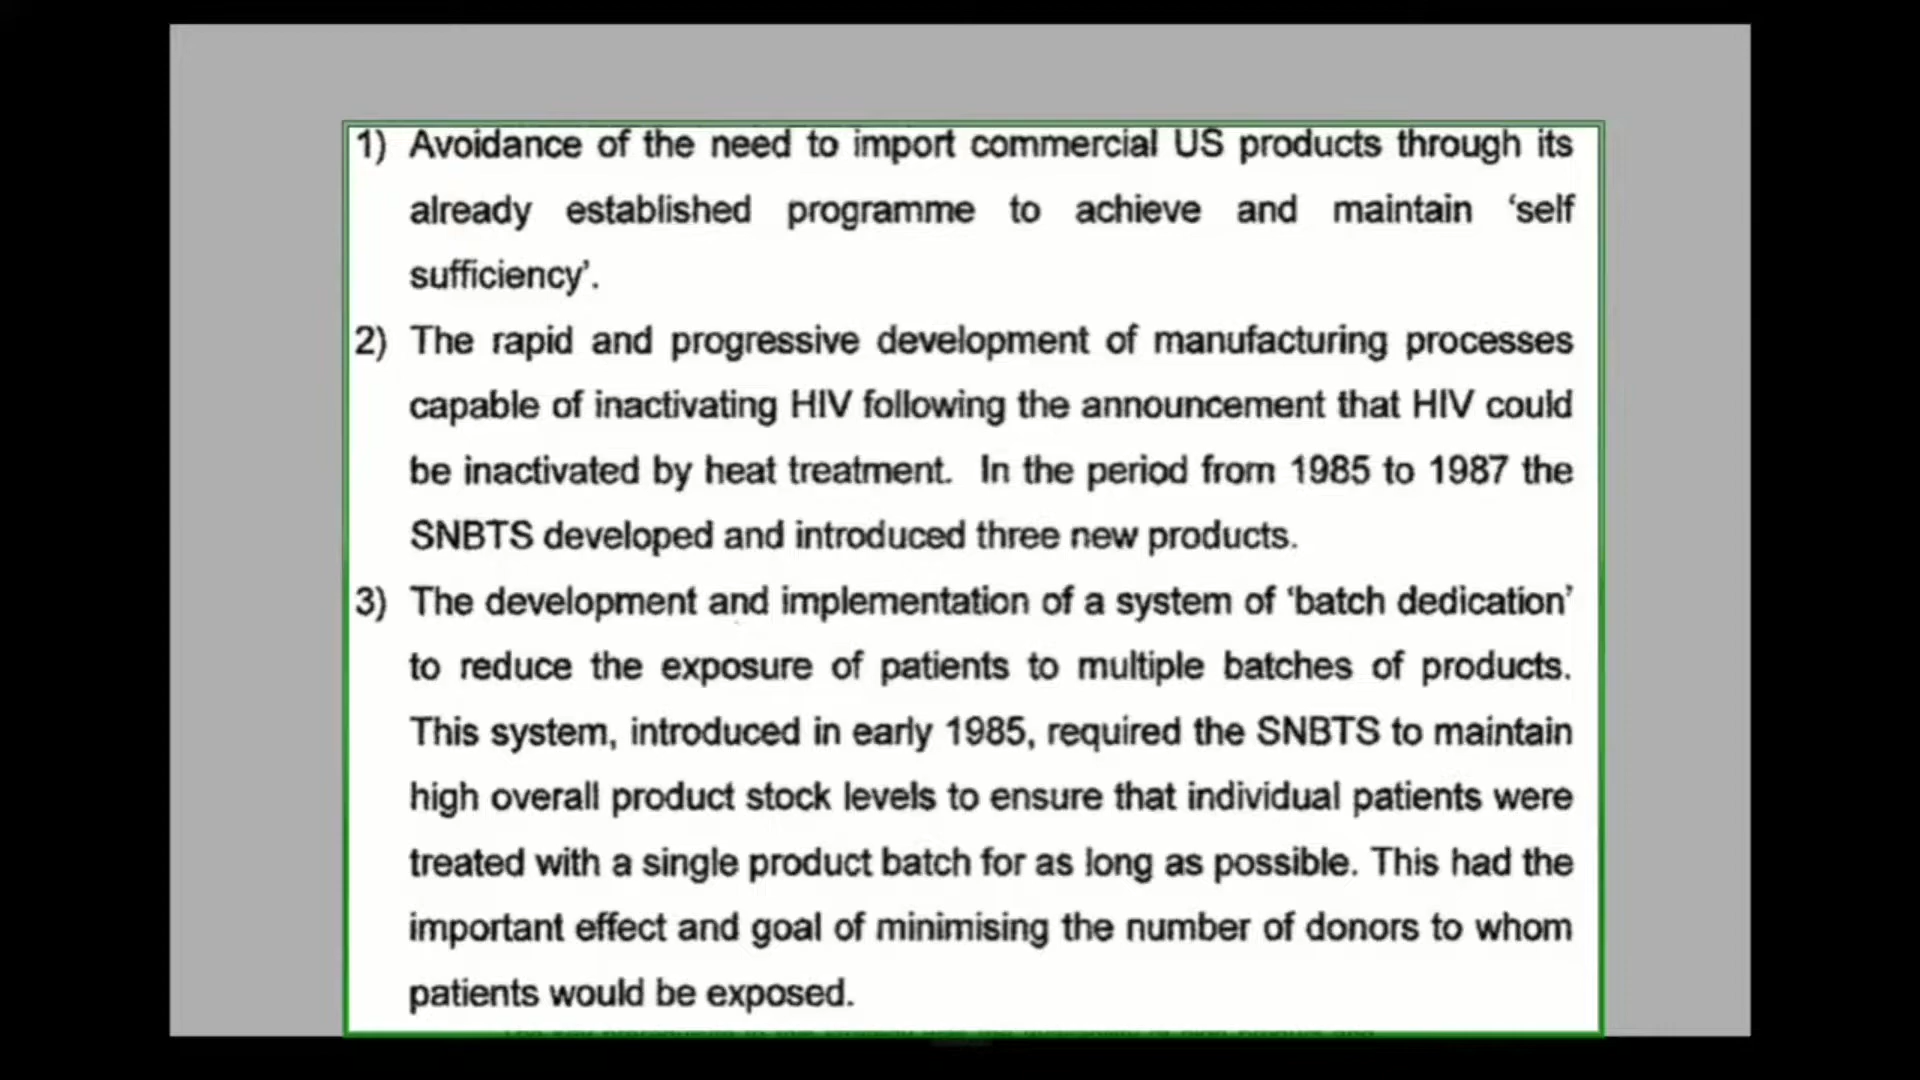 1) Avoidance of the need to import commercial US products through its
already established programme to achieve and maintain ‘self
sufficiency’.
2) The rapid and progressive development of manufacturing processes
capable of inactivating HIV following the announcement that HIV could
be inactivated by heat treatment. In the period from 1985 to 1987 the
SNBTS developed and introduced three new products.
3) The development and implementation of a system of ‘batch dedication’
to reduce the exposure of patients to multiple batches of products.
This system, introduced in early 1985, required the SNBTS to maintain
high overall product stock levels to ensure that individual patients were
treated with a single product batch for as long as possible. This had the
important effect and goal of minimising the number of donors to whom
patients would be exposed.